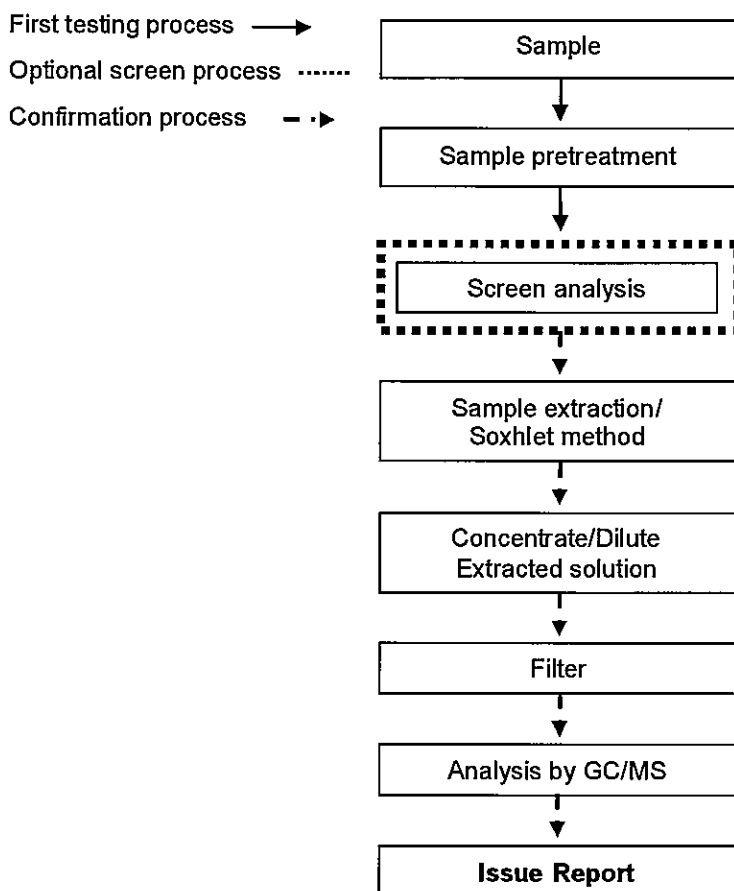 First testing process
Optional screen process
Confirmation process
Sample
Sample pretreatment
Screen analysis
Sample extraction/
Soxhlet method
Concentrate/Dilute
Extracted solution
Filter
Analysis by GC/MS
Issue Report